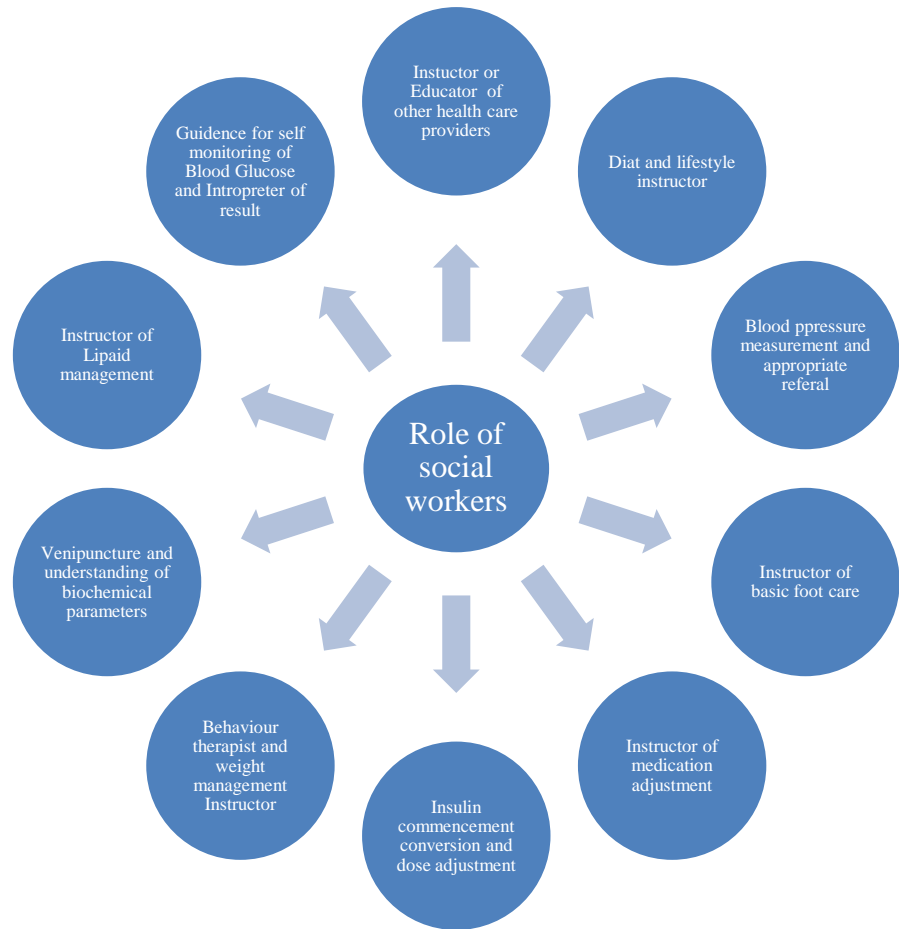 Instuctor or
Educator of
other health care
providers
Diat and lifestyle
instructor
Blood ppressure
measurement and
appropriate
referal
Instructor of
basic foot care
Instructor of
medication
adjustment
Insulin
commencement
conversion and
dose adjustment
Behaviour
therapist and
weight
management
Instructor
Venipuncture and
understanding of
biochemical
parameters
Instructor of
Lipaid
management
Guidence for self
monitoring of
Blood Glucose
and Intropreter of
result
Role of
social
workers